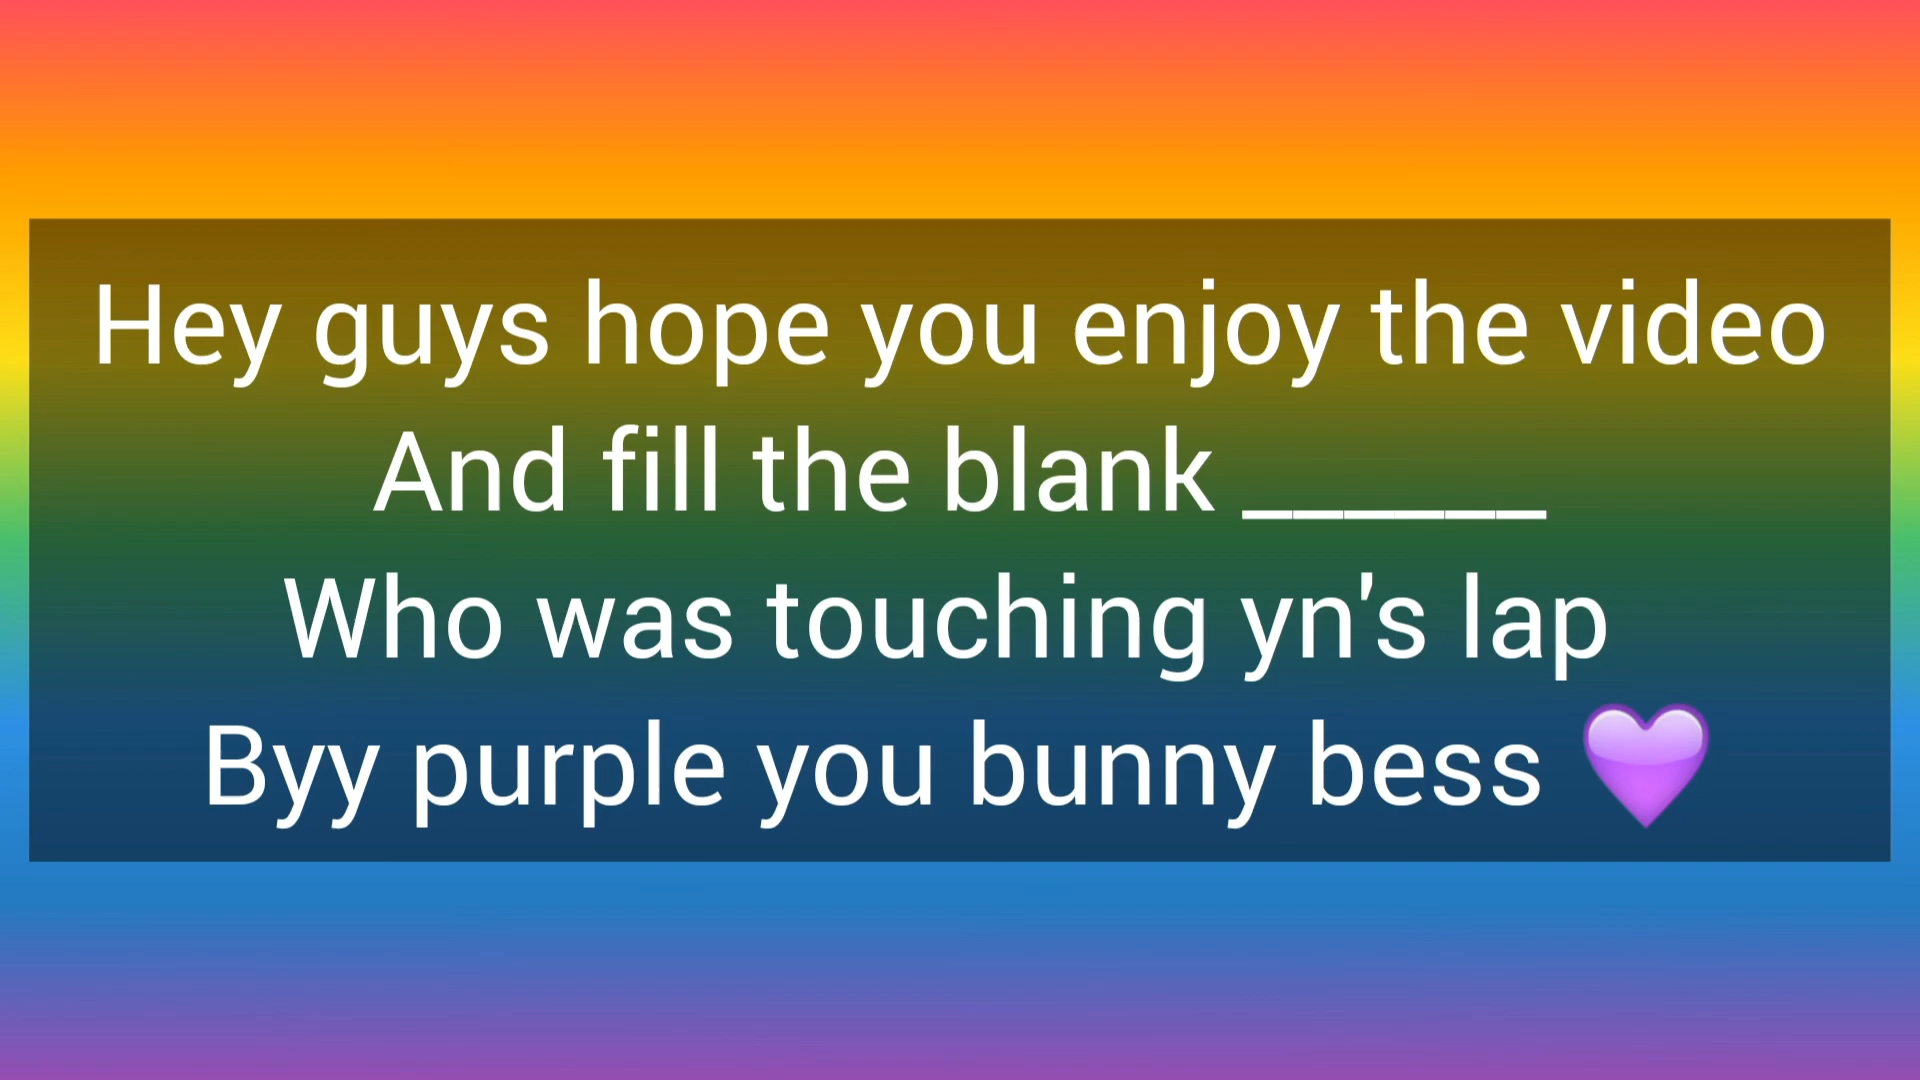 Hey guys hope you enjoy the video
And fill the blank ______
Who was touching yn's lap
Byy purple you bunny bess 💜